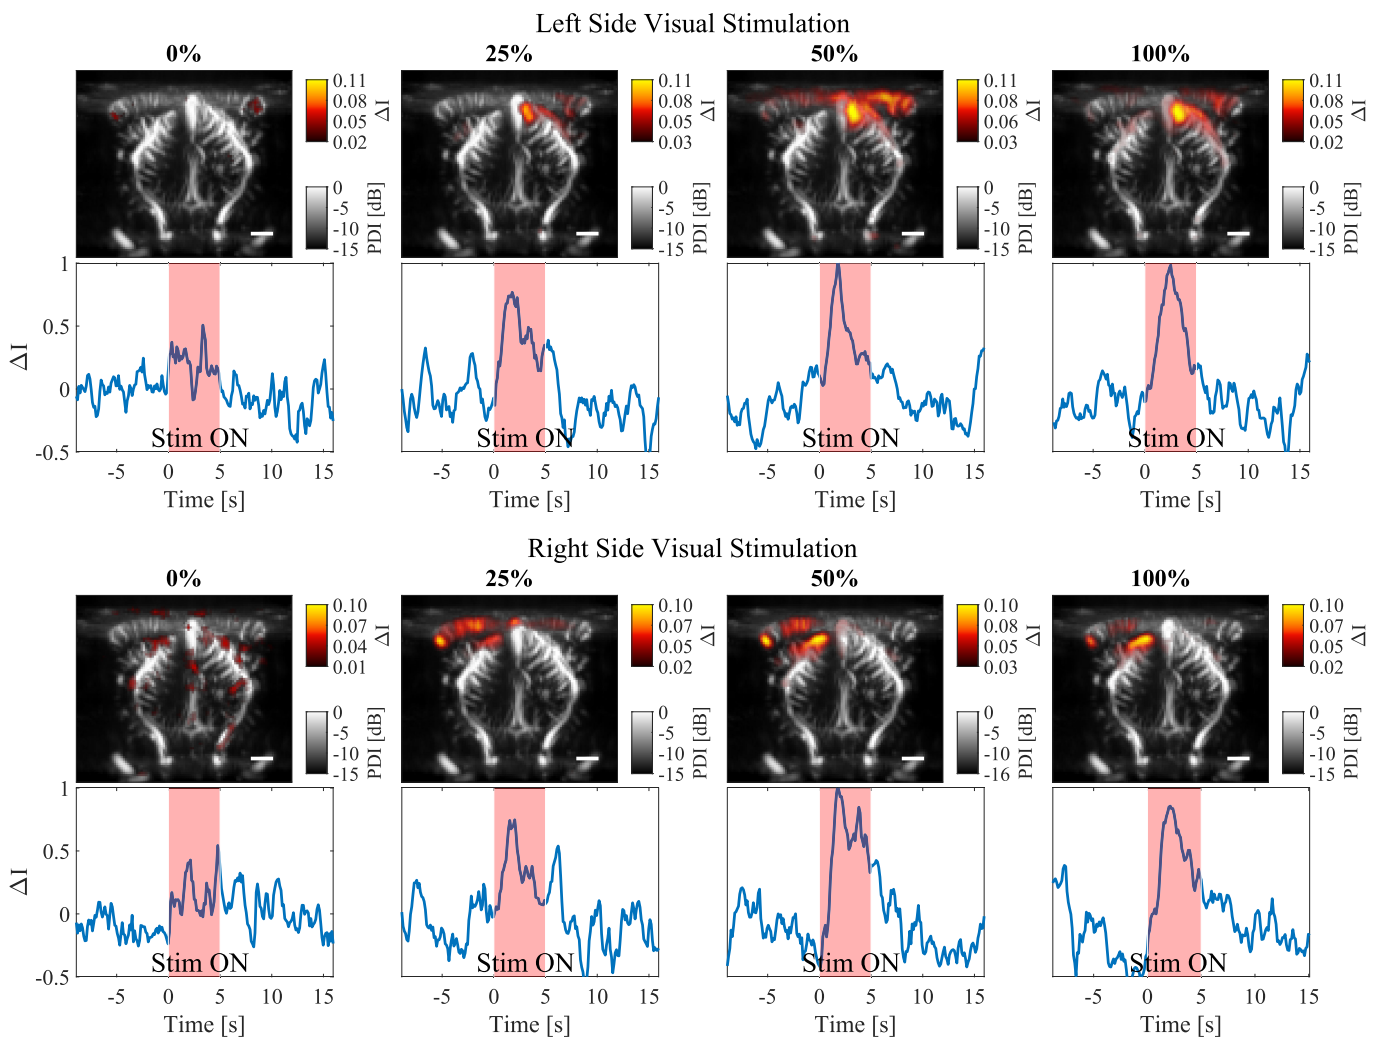 Left Side Visual Stimulation
0% 25% 50% 100%
0.11 0.11 0.11 0.11
0.08 0.08 0.08 0.08
0.05 0.05 0.06 0.05
0.02 0.02 0.03 0.02
ΔI ΔI ΔI ΔI
0 0 0 0
-5 -5 -5 -5
-10 -10 -10 -10
-15 -15 -15 -15
PDI [dB] PDI [dB] PDI [dB] PDI [dB]
1
0.5
0
-0.5
ΔI
Stim ON Stim ON Stim ON Stim ON
-5 0 5 10 15 -5 0 5 10 15 -5 0 5 10 15 -5 0 5 10 15
Time [s] Time [s] Time [s] Time [s]
Right Side Visual Stimulation
0% 25% 50% 100%
0.10 0.10 0.10 0.10
0.07 0.07 0.07 0.07
0.04 0.05 0.05 0.05
0.01 0.02 0.03 0.02
ΔI ΔI ΔI ΔI
0 0 0 0
-5 -5 -5 -5
-10 -10 -10 -10
-15 -15 -16 -15
PDI [dB] PDI [dB] PDI [dB] PDI [dB]
1
0.5
0
-0.5
ΔI
Stim ON Stim ON Stim ON Stim ON
-5 0 5 10 15 -5 0 5 10 15 -5 0 5 10 15 -5 0 5 10 15
Time [s] Time [s] Time [s] Time [s]